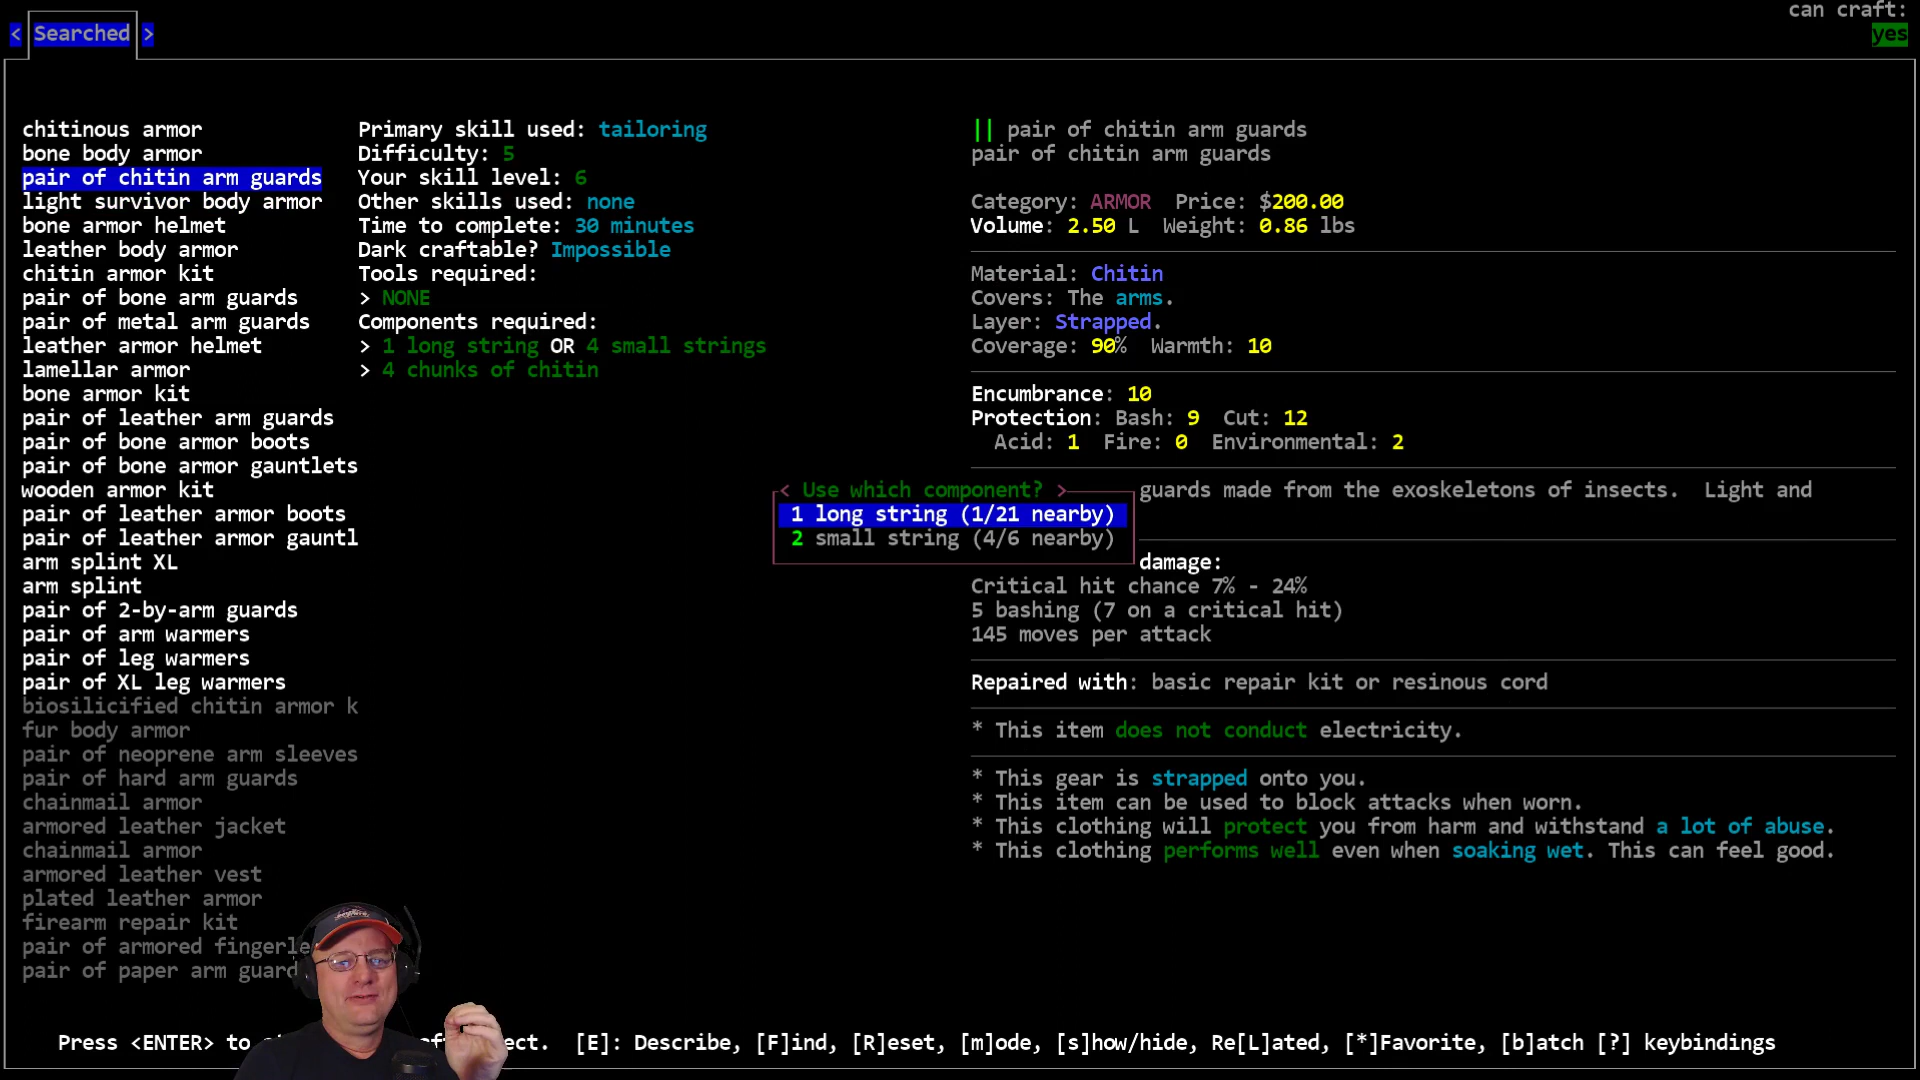 can craft:
< Searched >
yes
chitinous armor
bone body armor
pair of chitin arm guards
light survivor body armor
bone armor helmet
leather body armor
chitin armor kit
pair of bone arm guards
pair of metal arm guards
leather armor helmet
lamellar armor
bone armor kit
pair of leather arm guards
pair of bone armor boots
pair of bone armor gauntlets
wooden armor kit
pair of leather armor boots
pair of leather armor gauntl
arm splint XL
arm splint
pair of 2-by-arm guards
pair of arm warmers
pair of leg warmers
pair of XL leg warmers
biosilicified chitin armor k
fur body armor
pair of neoprene arm sleeves
pair of hard arm guards
chainmail armor
armored leather jacket
chainmail armor
armored leather vest
plated leather armor
firearm repair kit
pair of armored fingerle
pair of paper arm guard
Primary skill used: tailoring
Difficulty: 5
Your skill level: 6
Other skills used: none
Time to complete: 30 minutes
Dark craftable? Impossible
Tools required:
> NONE
Components required:
> 1 long string OR 4 small strings
> 4 chunks of chitin
|| pair of chitin arm guards
pair of chitin arm guards
Category: ARMOR Price: $200.00
Volume: 2.50 L Weight: 0.86 lbs
Material: Chitin
Covers: The arms.
Layer: Strapped.
Coverage: 90% Warmth: 10
Encumbrance: 10
Protection: Bash: 9 Cut: 12
Acid: 1 Fire: 0 Environmental: 2
< Use which component? >
1 long string (1/21 nearby)
2 small string (4/6 nearby)
guards made from the exoskeletons of insects. Light and
damage:
Critical hit chance 7% - 24%
5 bashing (7 on a critical hit)
145 moves per attack
Repaired with: basic repair kit or resinous cord
* This item does not conduct electricity.
* This gear is strapped onto you.
* This item can be used to block attacks when worn.
* This clothing will protect you from harm and withstand a lot of abuse.
* This clothing performs well even when soaking wet. This can feel good.
Press <ENTER> to ect. [E]: Describe, [F]ind, [R]eset, [m]ode, [s]how/hide, Re[L]ated, [*]Favorite, [b]atch [?] keybindings